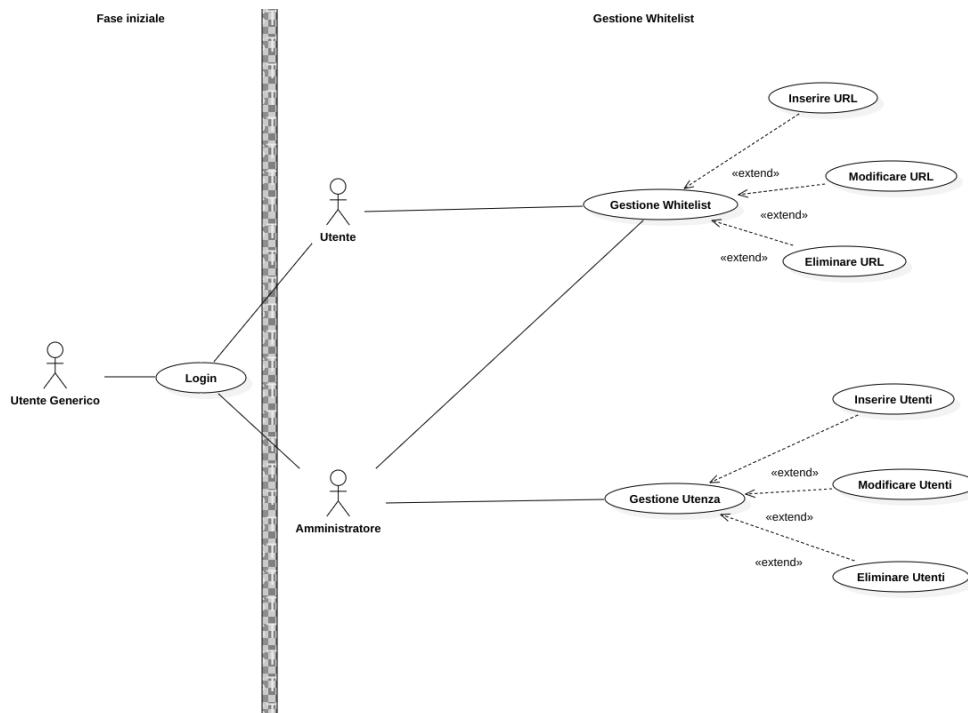 Fase iniziale
Gestione Whitelist
Inserire URL
«extend»
Modificare URL
Utente
Gestione Whitelist
«extend»
«extend»
Eliminare URL
Utente Generico
Login
Inserire Utenti
«extend»
Modificare Utenti
Amministratore
Gestione Utenza
«extend»
«extend»
Eliminare Utenti